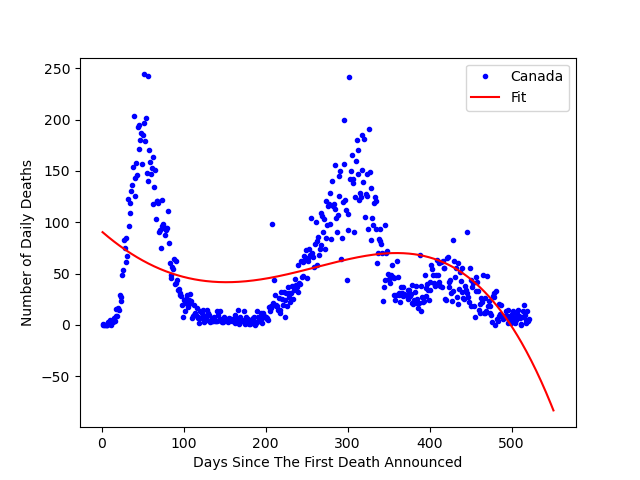 Canada
Fit
250
200
150
100
50
0
−50
Number of Daily Deaths
0 100 200 300 400 500
Days Since The First Death Announced